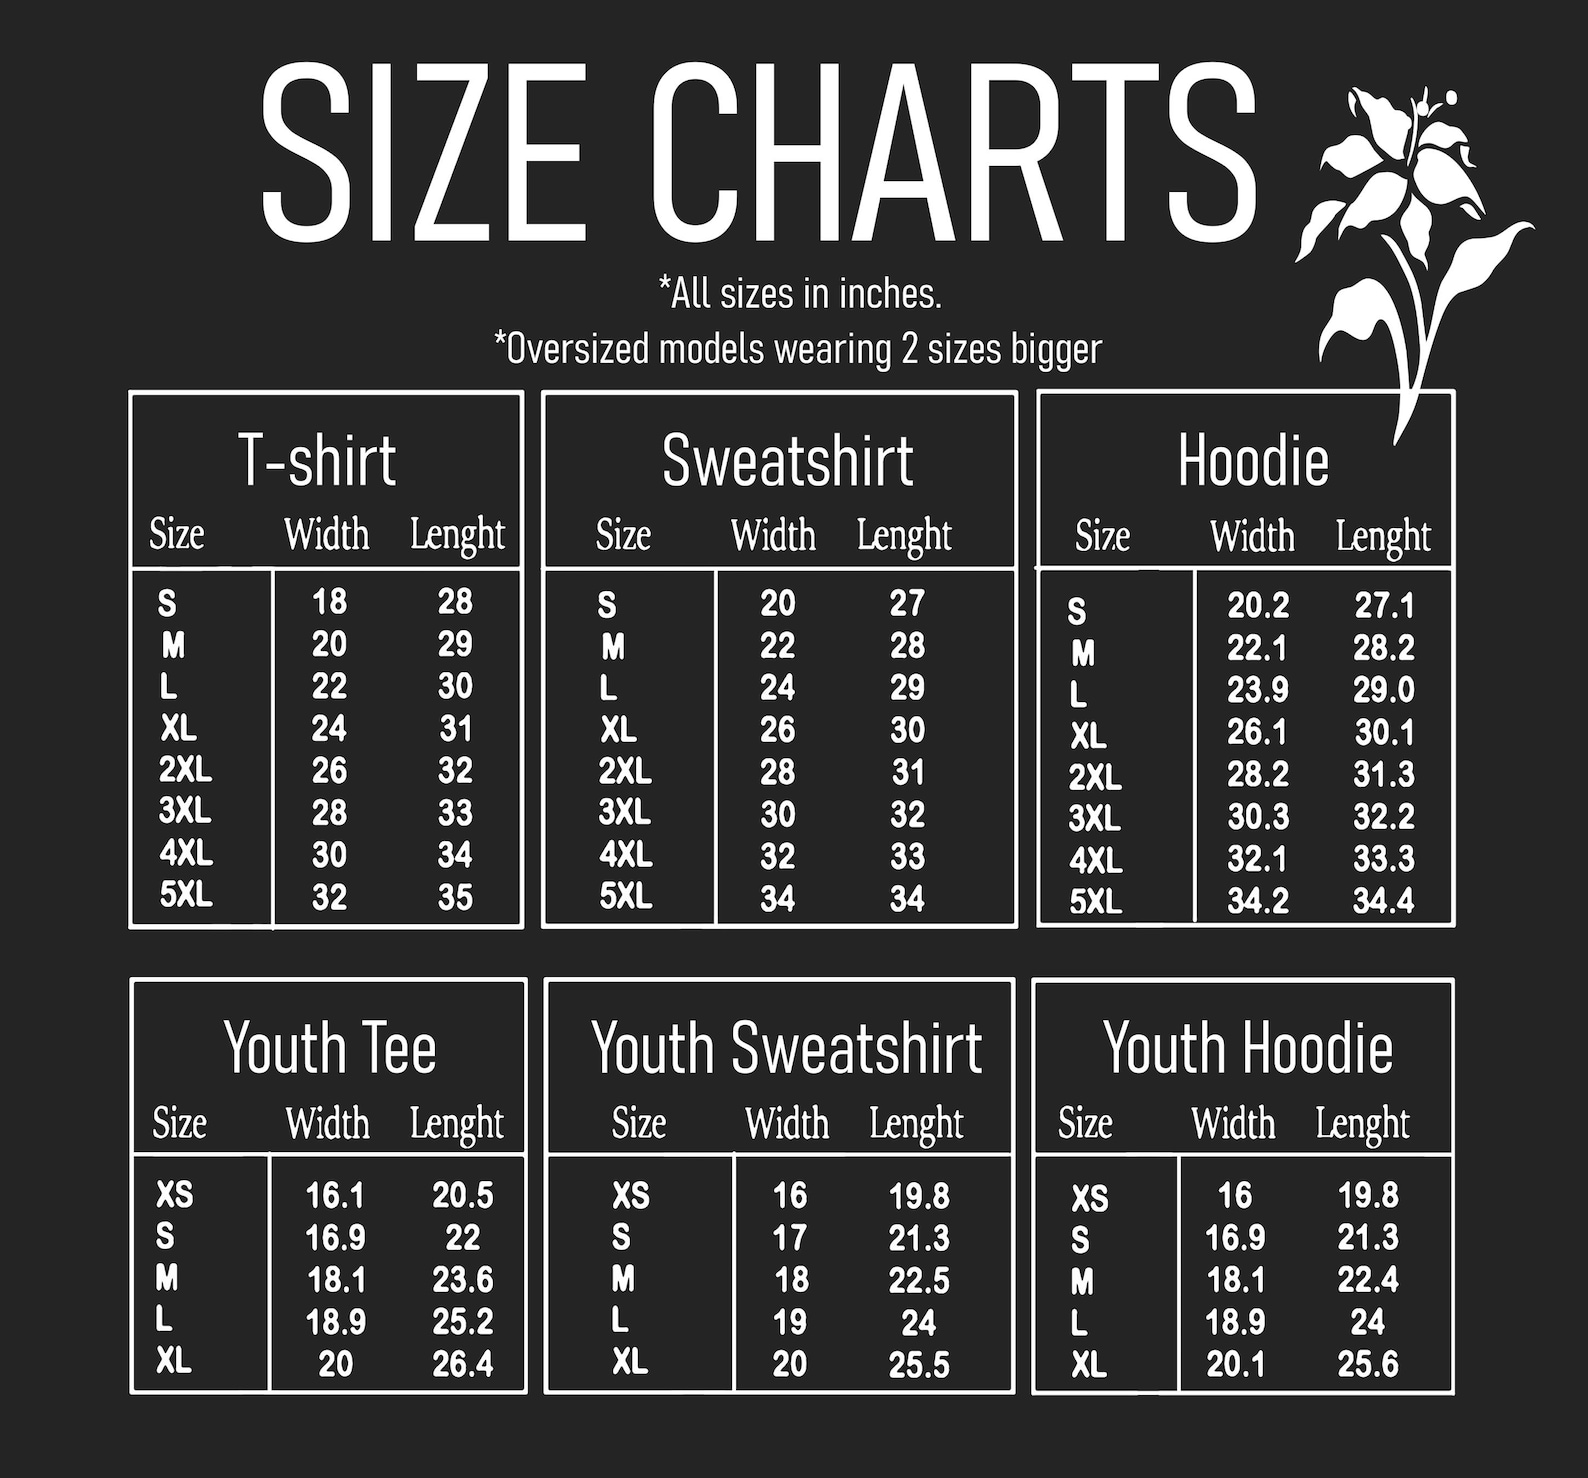 SIZE CHARTS
*All sizes in inches.
*Oversized models wearing 2 sizes bigger
T-shirt
Size Width Lenght
S 18 28
M 20 29
L 22 30
XL 24 31
2XL 26 32
3XL 28 33
4XL 30 34
5XL 32 35
Sweatshirt
Size Width Lenght
S 20 27
M 22 28
L 24 29
XL 26 30
2XL 28 31
3XL 30 32
4XL 32 33
5XL 34 34
Hoodie
Size Width Lenght
S 20.2 27.1
M 22.1 28.2
L 23.9 29.0
XL 26.1 30.1
2XL 28.2 31.3
3XL 30.3 32.2
4XL 32.1 33.3
5XL 34.2 34.4
Youth Tee
Size Width Lenght
XS 16.1 20.5
S 16.9 22
M 18.1 23.6
L 18.9 25.2
XL 20 26.4
Youth Sweatshirt
Size Width Lenght
XS 16 19.8
S 17 21.3
M 18 22.5
L 19 24
XL 20 25.5
Youth Hoodie
Size Width Lenght
XS 16 19.8
S 16.9 21.3
M 18.1 22.4
L 18.9 24
XL 20.1 25.6